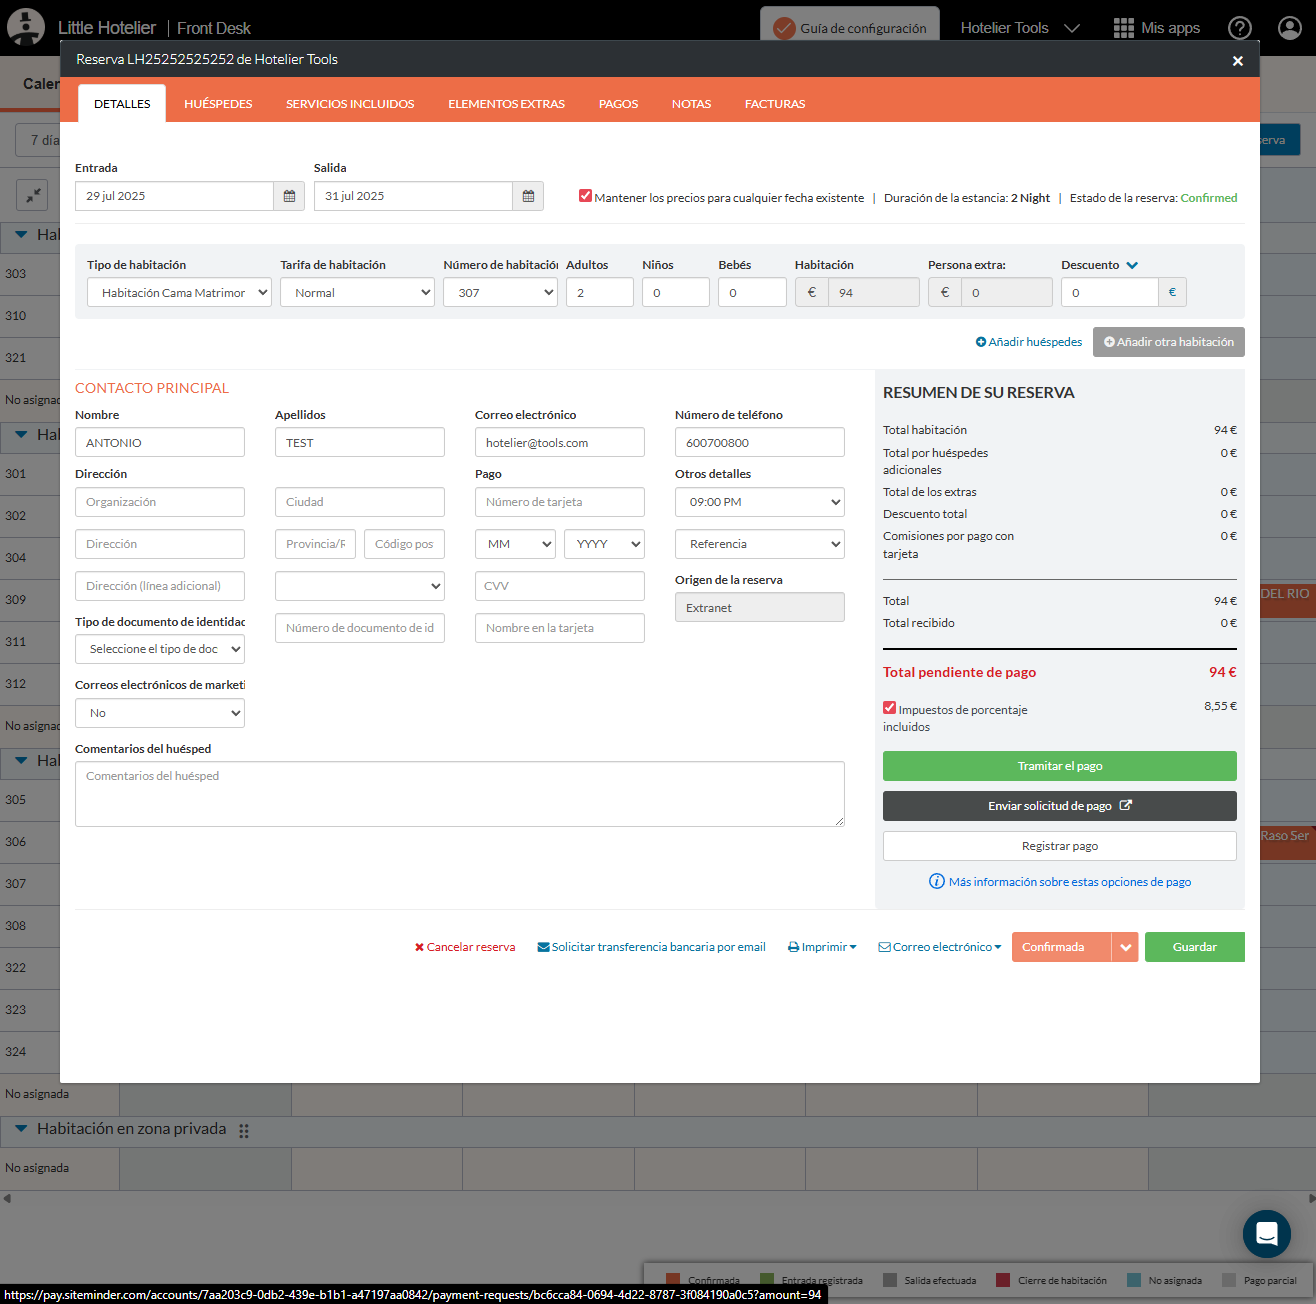 Little Hotelier | Front Desk
Guía de configuración
Hotelier Tools
Mis apps
Reserva LH25252525252 de Hotelier Tools
×
DETALLES
HUÉSPEDES
SERVICIOS INCLUIDOS
ELEMENTOS EXTRAS
PAGOS
NOTAS
FACTURAS
7
Entrada
Salida
29 jul 2025
31 jul 2025
Mantener los precios para cualquier fecha existente | Duración de la estancia: 2 Night | Estado de la reserva: Confirmed
Tipo de habitación
Tarifa de habitación
Número de habitación
Adultos
Niños
Bebés
Habitación
Persona extra:
Descuento
Habitación Cama Matrimor
Normal
307
2
0
0
€ 94
€ 0
0 €
Añadir huéspedes
Añadir otra habitación
CONTACTO PRINCIPAL
Nombre
Apellidos
Correo electrónico
Número de teléfono
ANTONIO
TEST
hotelier@tools.com
600700800
Dirección
Pago
Otros detalles
Organización
Ciudad
Número de tarjeta
09:00 PM
Dirección
Provincia/R
Código pos
MM
YYYY
Referencia
Dirección (línea adicional)
CVV
Origen de la reserva
Extranet
Tipo de documento de identidad
Número de documento de id
Nombre en la tarjeta
Seleccione el tipo de doc
Correos electrónicos de marketi
No
Comentarios del huésped
Comentarios del huésped
RESUMEN DE SU RESERVA
Total habitación 94 €
Total por huéspedes 0 €
adicionales
Total de los extras 0 €
Descuento total 0 €
Comisiones por pago con 0 €
tarjeta
Total 94 €
Total recibido 0 €
Total pendiente de pago 94 €
Impuestos de porcentaje 8,55 €
incluidos
Tramitar el pago
Enviar solicitud de pago
Registrar pago
Más información sobre estas opciones de pago
Cancelar reserva
Solicitar transferencia bancaria por email
Imprimir
Correo electrónico
Confirmada
Guardar
303
310
321
301
302
304
309
DEL RIO
311
312
305
306
Raso Ser
307
308
322
323
324
No asignada
Habitación en zona privada
No asignada
Confirmada
Entrada registrada
Salida efectuada
Cierre de habitación
No asignada
Pago parcial
https://pay.siteminder.com/accounts/7aa203c9-0db2-439e-b1b1-a47197aa0842/payment-requests/bc6cca84-0694-4d22-8787-3f084190a0c5?amount=94